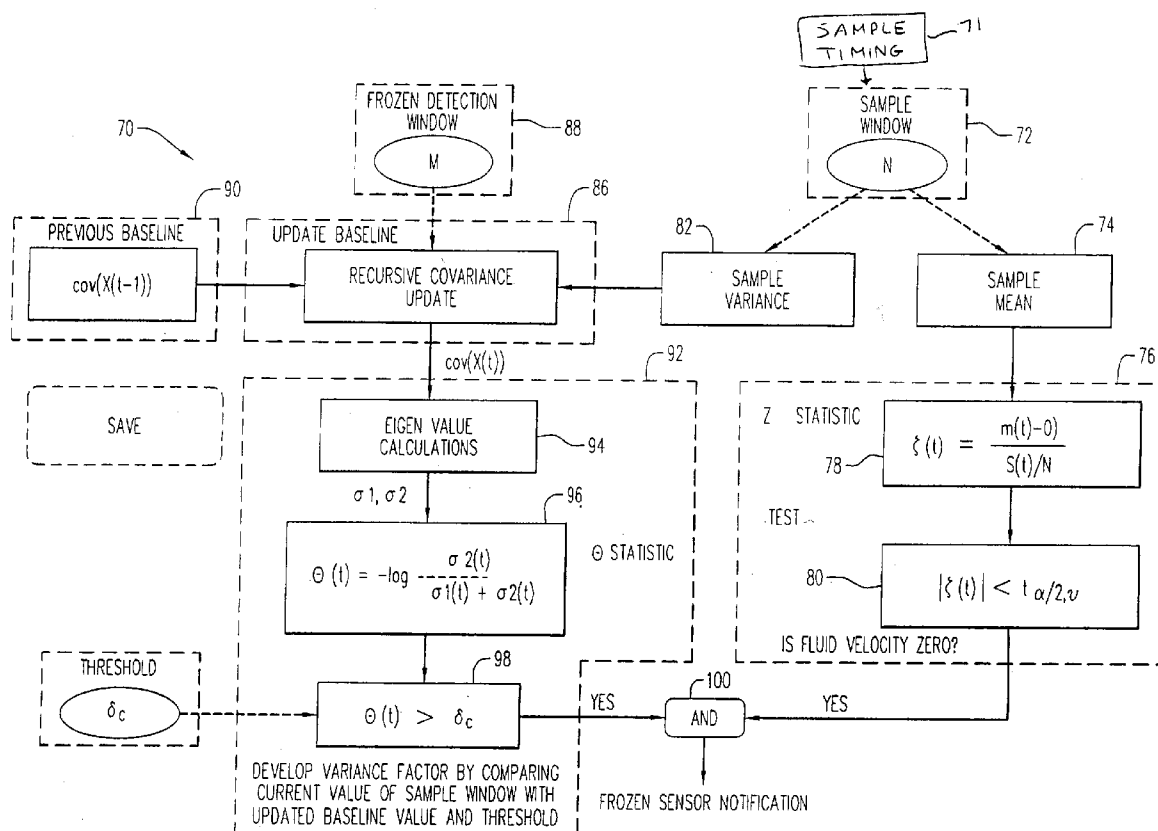 SAMPLE
TIMING
71
FROZEN DETECTION
WINDOW
M
88
SAMPLE
WINDOW
N
72
70
90
PREVIOUS BASELINE
cov(X(t-1))
86
UPDATE BASELINE
RECURSIVE COVARIANCE
UPDATE
82
SAMPLE
VARIANCE
74
SAMPLE
MEAN
cov(X(t))
92
76
SAVE
EIGEN VALUE
CALCULATIONS
94
Z STATISTIC
78
ζ(t) = m(t)-0)
S(t)/N
σ1, σ2
96
Θ(t) = -log σ2(t)
σ1(t) + σ2(t)
Θ STATISTIC
TEST
80
|ζ(t)| < t α/2,υ
IS FLUID VELOCITY ZERO?
THRESHOLD
δc
98
Θ(t) > δc
YES
100
AND
YES
DEVELOP VARIANCE FACTOR BY COMPARING
CURRENT VALUE OF SAMPLE WINDOW WITH
UPDATED BASELINE VALUE AND THRESHOLD
FROZEN SENSOR NOTIFICATION